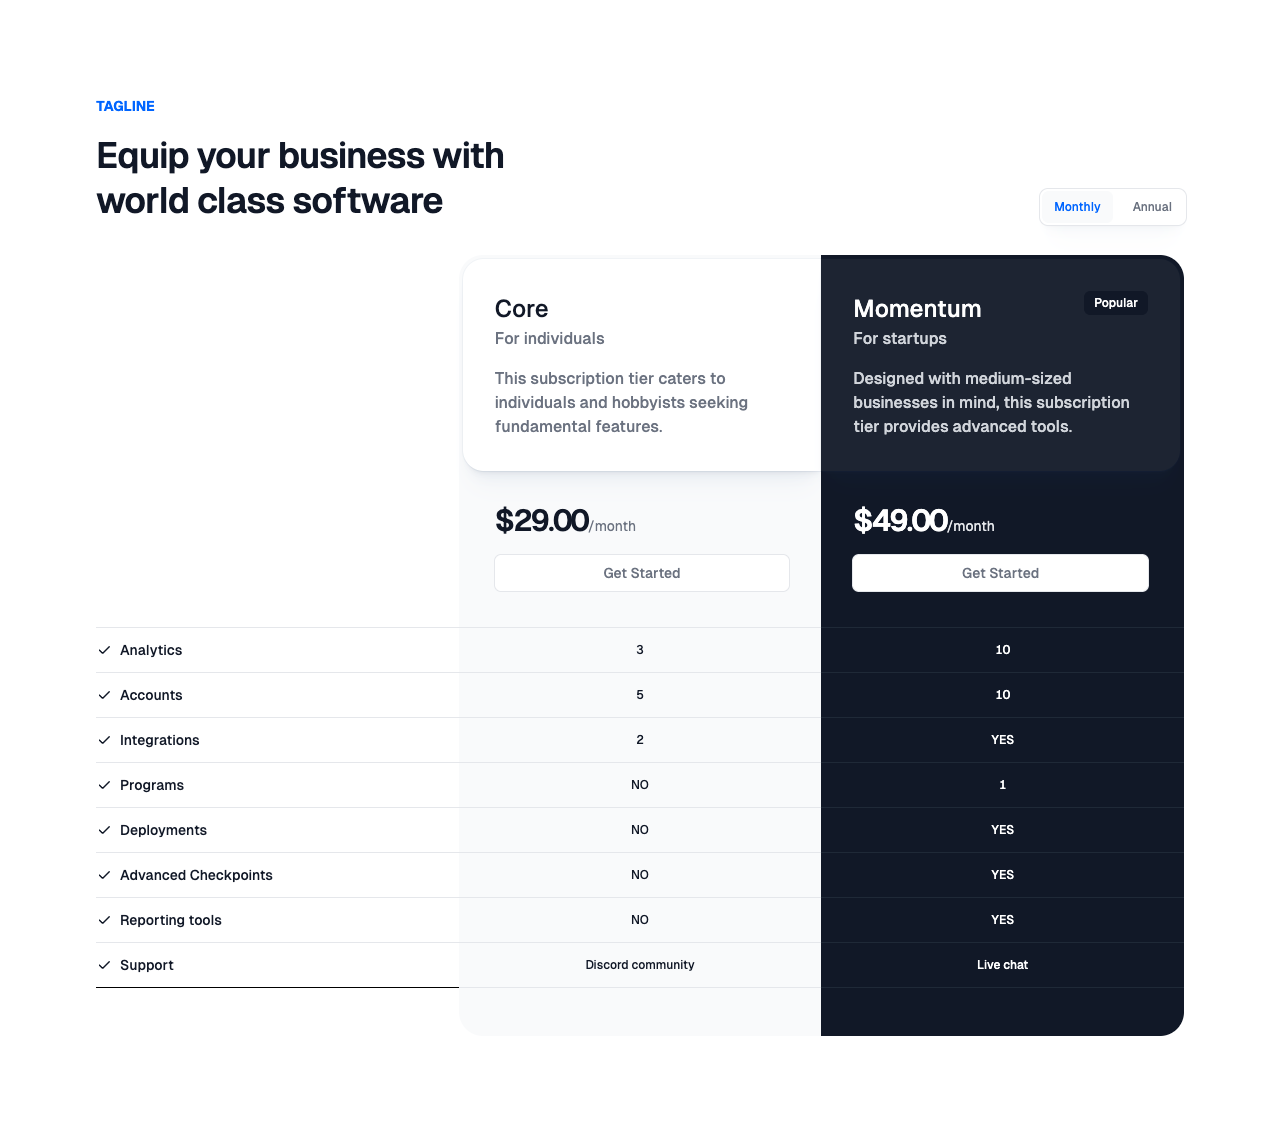 TAGLINE
Equip your business with
world class software
Monthly Annual
Core
For individuals
This subscription tier caters to
individuals and hobbyists seeking
fundamental features.
Momentum
Popular
For startups
Designed with medium-sized
businesses in mind, this subscription
tier provides advanced tools.
$29.00/month
Get Started
$49.00/month
Get Started
Analytics 3 10
Accounts 5 10
Integrations 2 YES
Programs NO 1
Deployments NO YES
Advanced Checkpoints NO YES
Reporting tools NO YES
Support Discord community Live chat